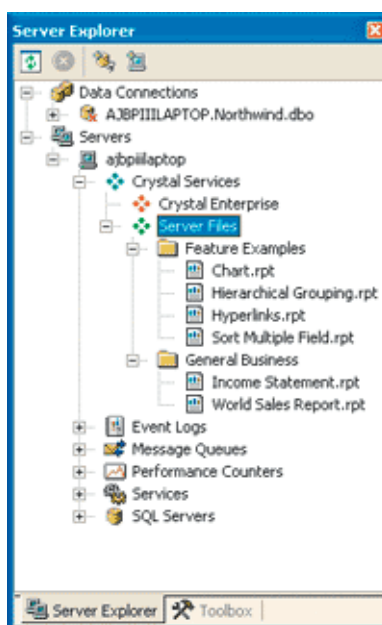 Server Explorer
Data Connections
AJBPIIILAPTOP.Northwind.dbo
Servers
ajbpiiilaptop
Crystal Services
Crystal Enterprise
Server Files
Feature Examples
Chart.rpt
Hierarchical Grouping.rpt
Hyperlinks.rpt
Sort Multiple Field.rpt
General Business
Income Statement.rpt
World Sales Report.rpt
Event Logs
Message Queues
Performance Counters
Services
SQL Servers
Server Explorer Toolbox